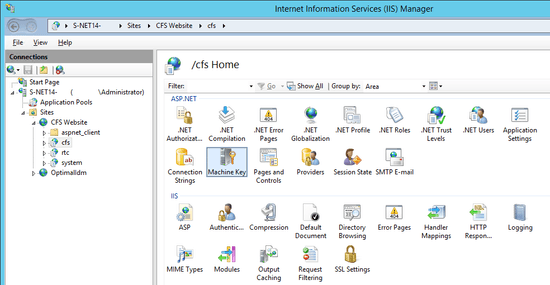 Internet Information Services (IIS) Manager
S-NET14- ▸ Sites ▸ CFS Website ▸ cfs ▸
File View Help
Connections
Start Page
S-NET14- ( \Administrator)
Application Pools
Sites
CFS Website
aspnet_client
cfs
rtc
system
Optimalldm
/cfs Home
Filter: Go Show All Group by: Area
ASP.NET
.NET Authorizat... .NET Compilation .NET Error Pages .NET Globalization .NET Profile .NET Roles .NET Trust Levels .NET Users Application Settings
Connection Strings Machine Key Pages and Controls Providers Session State SMTP E-mail
IIS
ASP Authentic... Compression Default Document Directory Browsing Error Pages Handler Mappings HTTP Respon... Logging
MIME Types Modules Output Caching Request Filtering SSL Settings